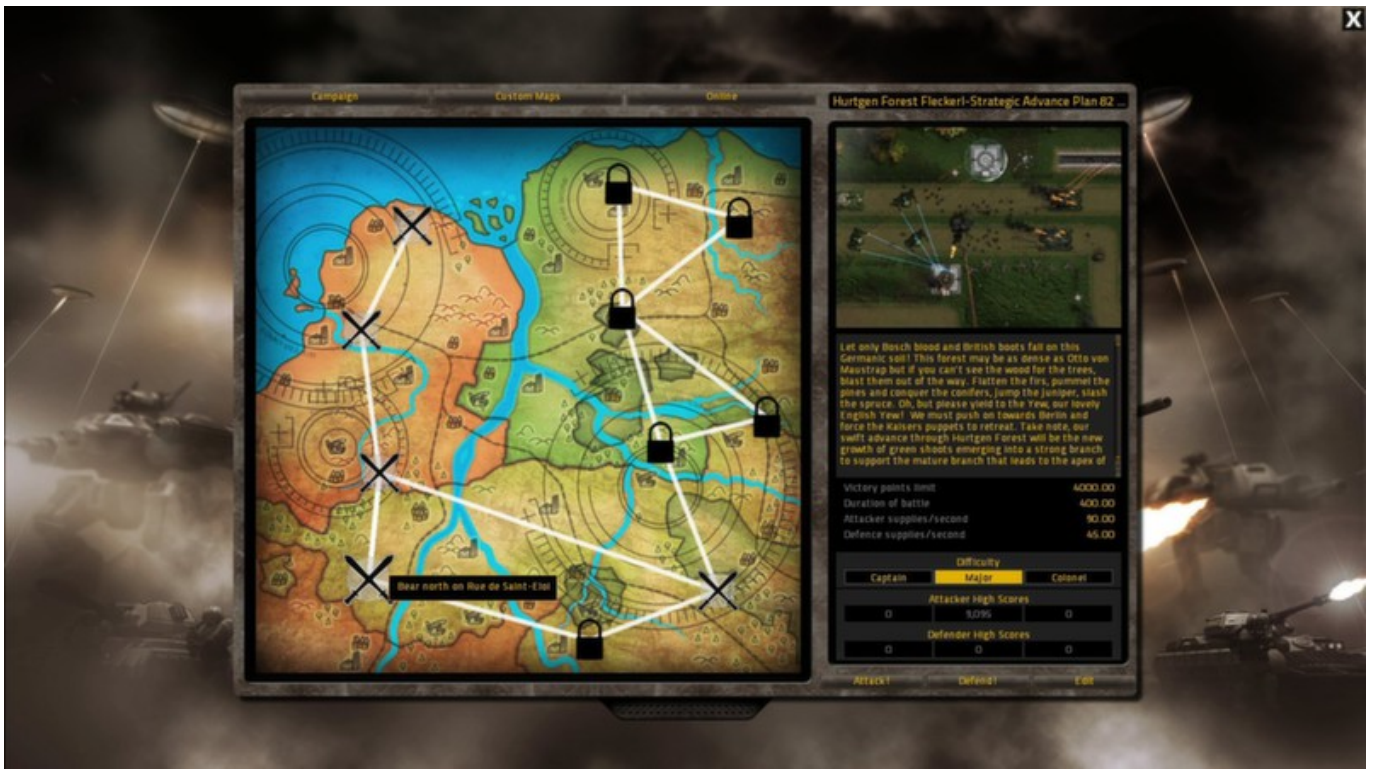 X
Campaign
Custom Maps
Online
Hurtgen Forest Fleckerl-Strategic Advance Plan 82 ...
Bear north on Rue de Saint-Eloi
Let only Bosch blood and British boots fall on this
Germanic soil! This forest may be as dense as Otto von
Maustrap but if you can't see the wood for the trees,
blast them out of the way. Flatten the firs, pummel the
pines and conquer the conifers, jump the juniper, slash
the spruce. Oh, but please yield to the Yew, our lovely
English Yew! We must push on towards Berlin and
force the Kaisers puppets to retreat. Take note, our
swift advance through Hurtgen Forest will be the new
growth of green shoots emerging into a strong branch
to support the mature branch that leads to the apex of
Victory points limit 4000.00
Duration of battle 400.00
Attacker supplies/second 90.00
Defence supplies/second 45.00
Difficulty
Captain Major Colonel
Attacker High Scores
0 9,095 0
Defender High Scores
0 0 0
Attack! Defend! Edit